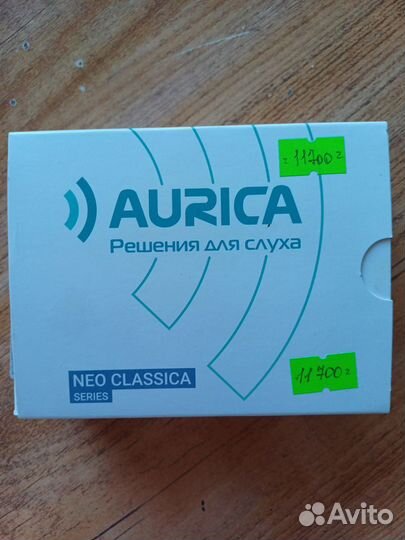 11700
AURICA
Решения для слуха
11700
NEO CLASSICA
SERIES
Avito